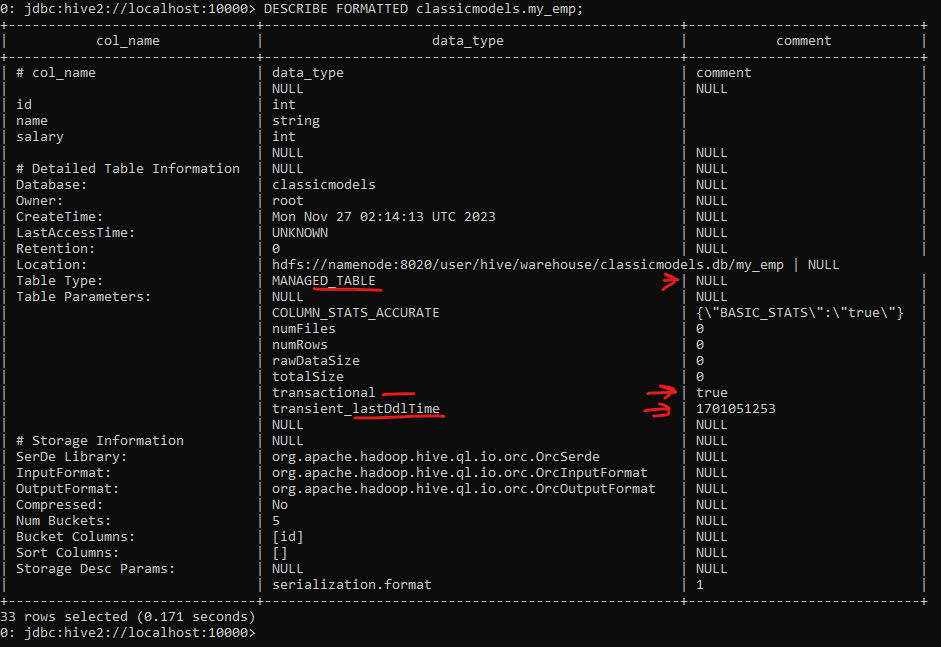 0: jdbc:hive2://localhost:10000> DESCRIBE FORMATTED classicmodels.my_emp;
| col_name | data_type | comment |
| # col_name | data_type | comment |
| | NULL | NULL |
| id | int | |
| name | string | |
| salary | int | |
| | NULL | NULL |
| # Detailed Table Information | NULL | NULL |
| Database: | classicmodels | NULL |
| Owner: | root | NULL |
| CreateTime: | Mon Nov 27 02:14:13 UTC 2023 | NULL |
| LastAccessTime: | UNKNOWN | NULL |
| Retention: | 0 | NULL |
| Location: | hdfs://namenode:8020/user/hive/warehouse/classicmodels.db/my_emp | NULL |
| Table Type: | MANAGED_TABLE | NULL |
| Table Parameters: | NULL | NULL |
| | COLUMN_STATS_ACCURATE | {\"BASIC_STATS\":\"true\"} |
| | numFiles | 0 |
| | numRows | 0 |
| | rawDataSize | 0 |
| | totalSize | 0 |
| | transactional | true |
| | transient_lastDdlTime | 1701051253 |
| | NULL | NULL |
| # Storage Information | NULL | NULL |
| SerDe Library: | org.apache.hadoop.hive.ql.io.orc.OrcSerde | NULL |
| InputFormat: | org.apache.hadoop.hive.ql.io.orc.OrcInputFormat | NULL |
| OutputFormat: | org.apache.hadoop.hive.ql.io.orc.OrcOutputFormat | NULL |
| Compressed: | No | NULL |
| Num Buckets: | 5 | NULL |
| Bucket Columns: | [id] | NULL |
| Sort Columns: | [] | NULL |
| Storage Desc Params: | NULL | NULL |
| | serialization.format | 1 |
33 rows selected (0.171 seconds)
0: jdbc:hive2://localhost:10000>